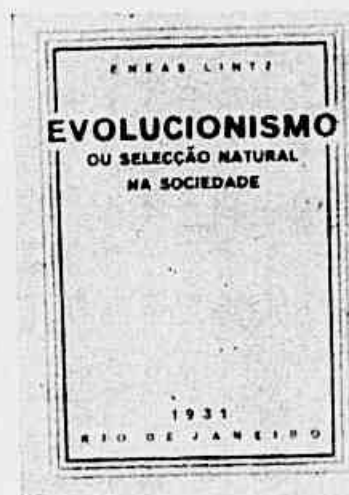 ENEAS LINTZ
EVOLUCIONISMO
OU SELECÇÃO NATURAL
NA SOCIEDADE
1931
RIO DE JANEIRO